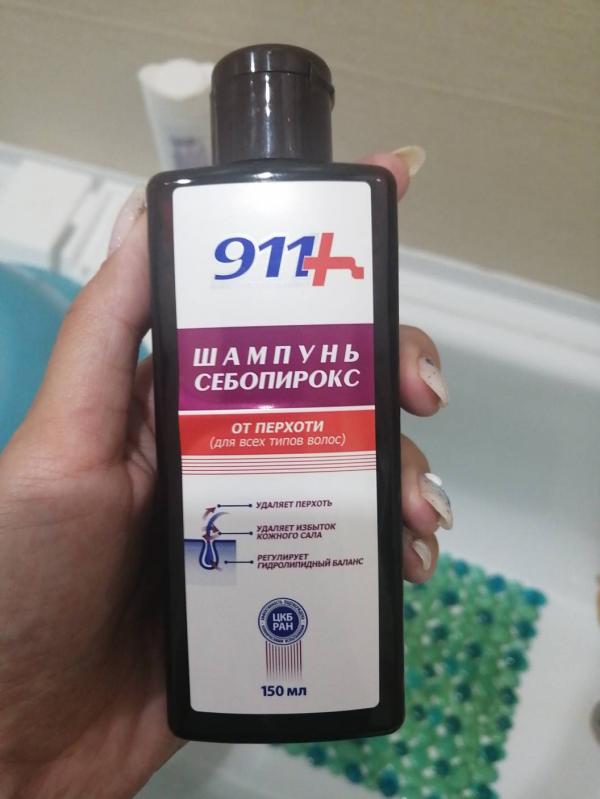 911+
ШАМПУНЬ
СЕБОПИРОКС
ОТ ПЕРХОТИ
(для всех типов волос)
УДАЛЯЕТ ПЕРХОТЬ
УДАЛЯЕТ ИЗБЫТОК
КОЖНОГО САЛА
РЕГУЛИРУЕТ
ГИДРОЛИПИДНЫЙ БАЛАНС
ЦКБ
РАН
150 мл